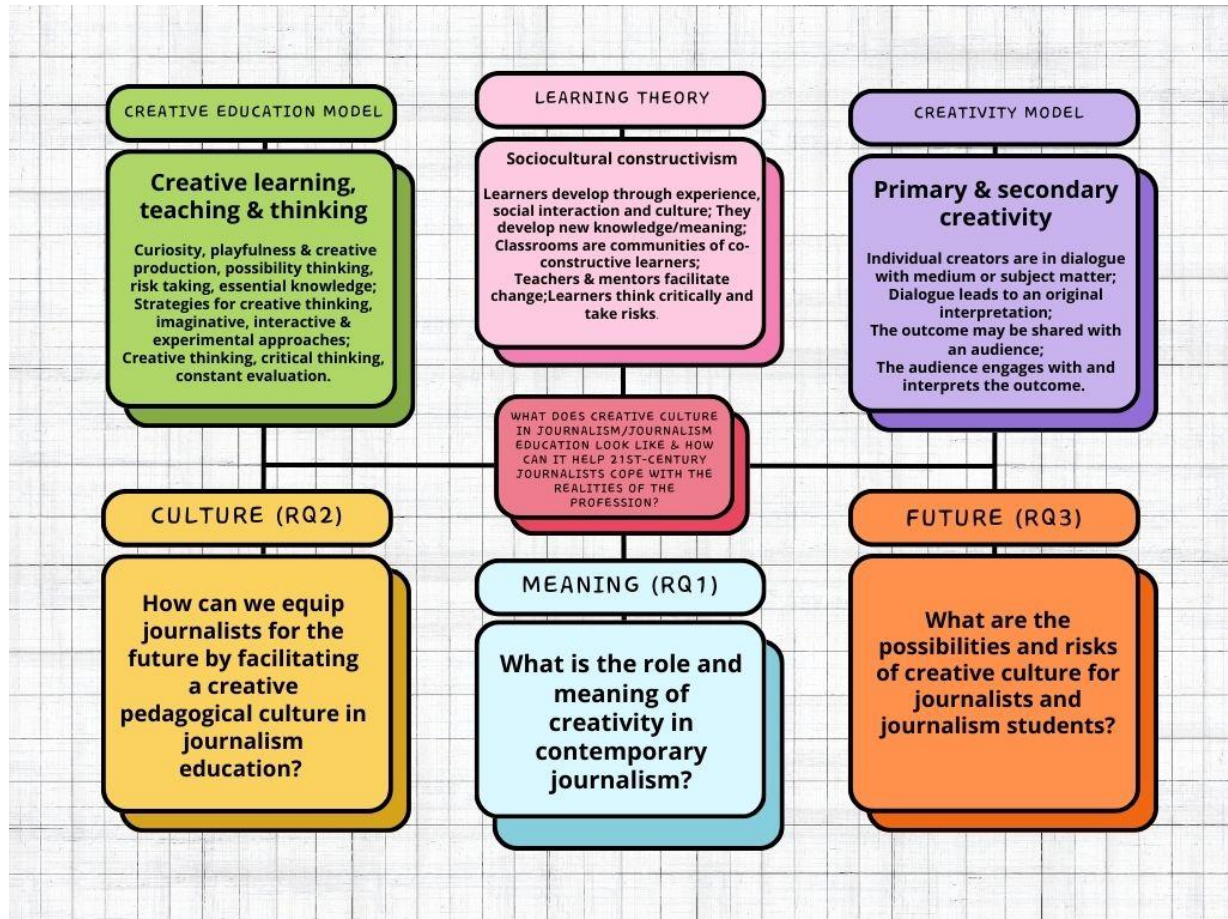 CREATIVE EDUCATION MODEL
Creative learning,
teaching & thinking
Curiosity, playfulness & creative
production, possibility thinking,
risk taking, essential knowledge;
Strategies for creative thinking,
imaginative, interactive &
experimental approaches;
Creative thinking, critical thinking,
constant evaluation.
LEARNING THEORY
Sociocultural constructivism
Learners develop through experience,
social interaction and culture; They
develop new knowledge/meaning;
Classrooms are communities of co-
constructive learners;
Teachers & mentors facilitate
change;Learners think critically and
take risks.
CREATIVITY MODEL
Primary & secondary
creativity
Individual creators are in dialogue
with medium or subject matter;
Dialogue leads to an original
interpretation;
The outcome may be shared with
an audience;
The audience engages with and
interprets the outcome.
WHAT DOES CREATIVE CULTURE
IN JOURNALISM/JOURNALISM
EDUCATION LOOK LIKE & HOW
CAN IT HELP 21ST-CENTURY
JOURNALISTS COPE WITH THE
REALITIES OF THE
PROFESSION?
CULTURE (RQ2)
How can we equip
journalists for the
future by facilitating
a creative
pedagogical culture in
journalism
education?
MEANING (RQ1)
What is the role and
meaning of
creativity in
contemporary
journalism?
FUTURE (RQ3)
What are the
possibilities and risks
of creative culture for
journalists and
journalism students?